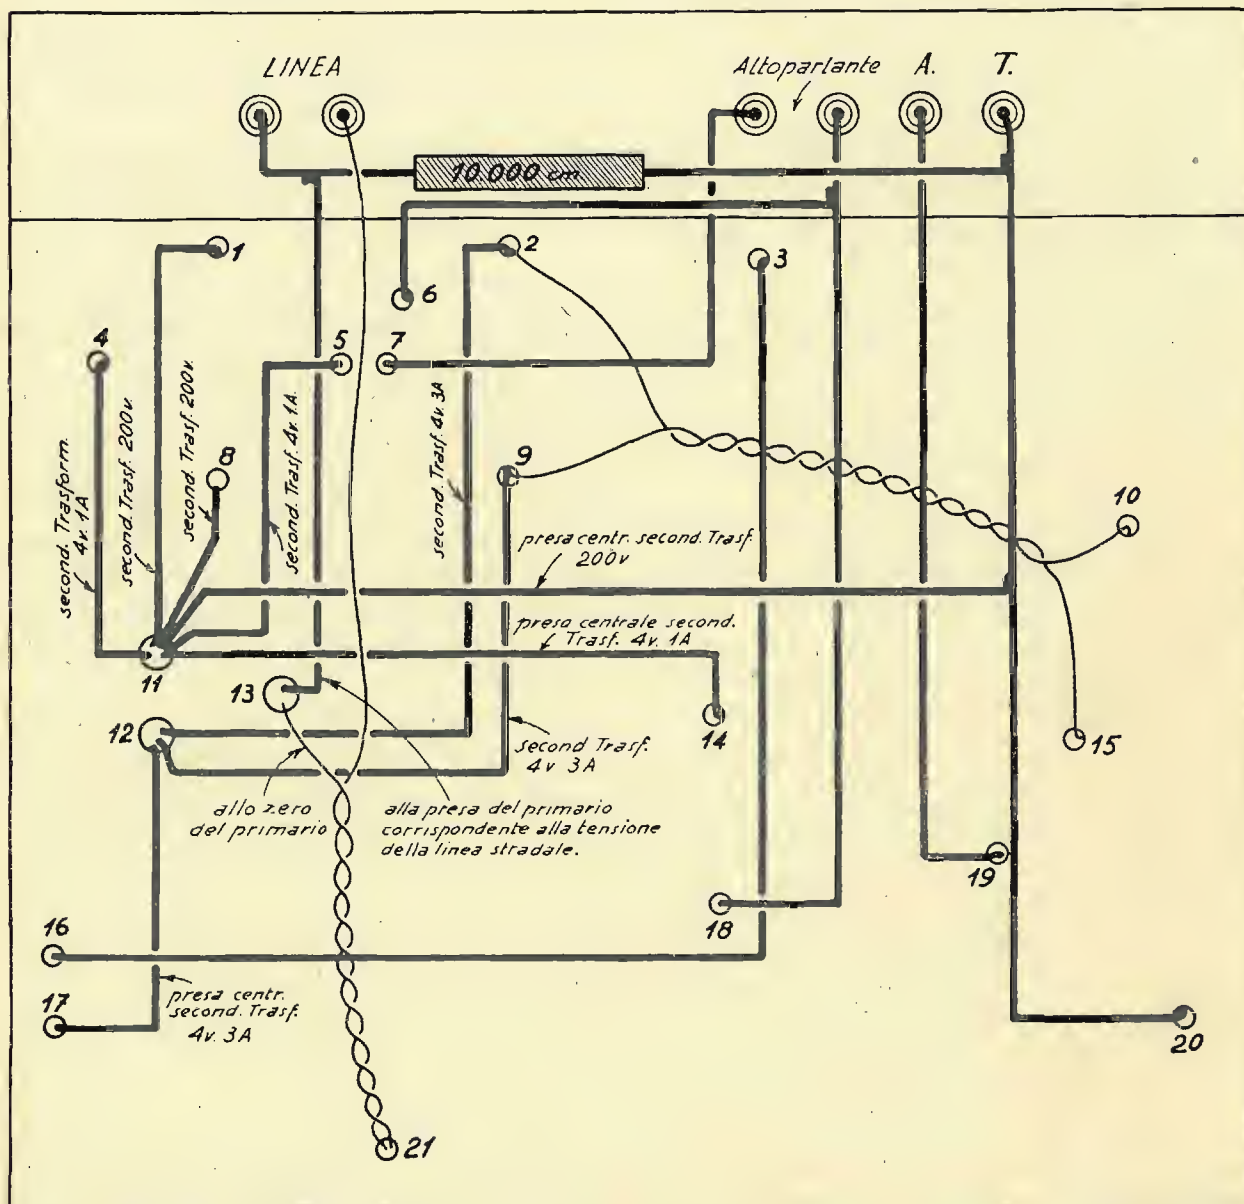 LINEA
Altoparlante
A.
T.
10.000 cm
1
2
3
6
4
5
7
second. Trasform.
4v. 1A
second. Trasf. 200v.
second. Trasf. 200v.
8
second. Trasf. 4v. 1A.
second. Trasf. 4v. 3A
9
10
presa centr. second. Trasf.
200v
presa centrale second.
Trasf. 4v. 1A
11
13
12
14
15
second Trasf.
4v 3A
allo zero
del primario
alla presa del primario
corrispondente alla tensione
della linea stradale.
19
18
16
17
presa centr.
second. Trasf.
4v. 3A
20
21